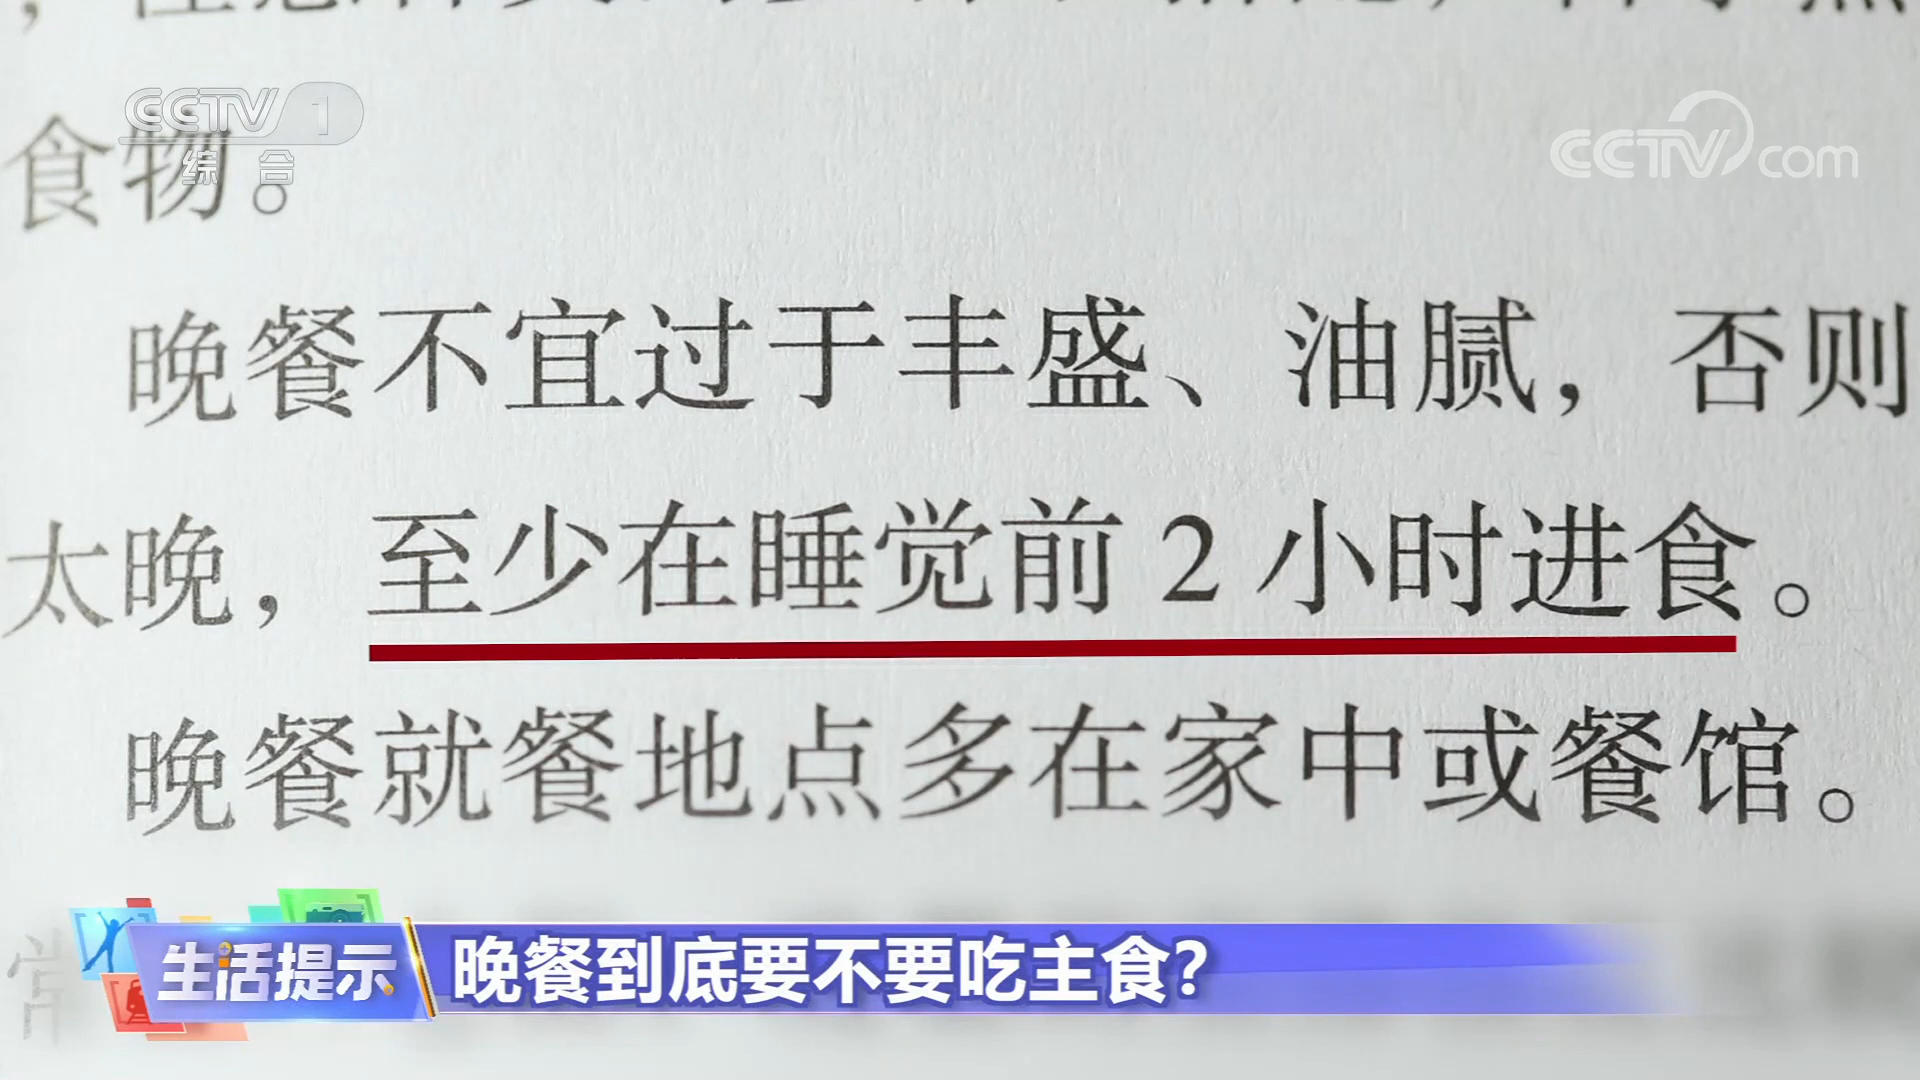 CCTV 1
综合
CCTV com
食物。
晚餐不宜过于丰盛、油腻，否则
太晚，至少在睡觉前 2 小时进食。
晚餐就餐地点多在家中或餐馆。
生活提示
晚餐到底要不要吃主食？